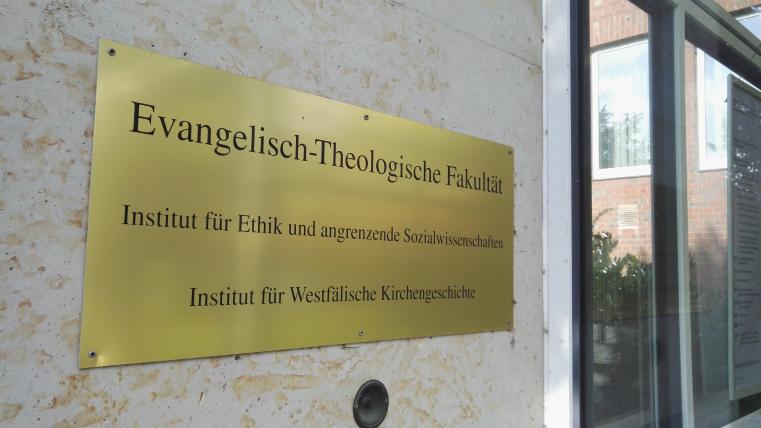 Evangelisch-Theologische Fakultät
Institut für Ethik und angrenzende Sozialwissenschaften
Institut für Westfälische Kirchengeschichte